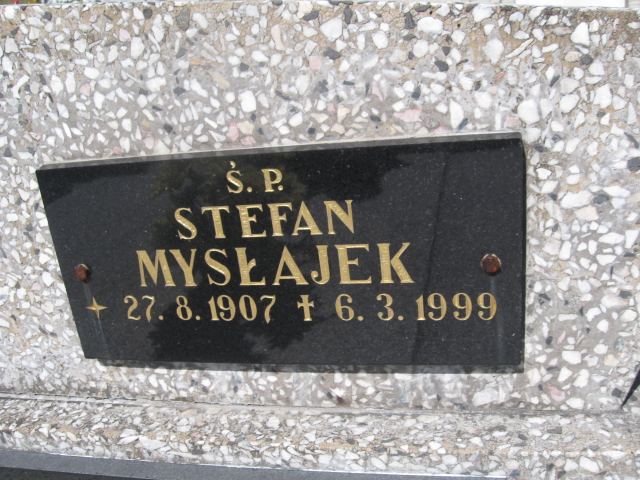 Ś. P.
STEFAN
MYSŁAJEK
27. 8. 1907 ✝ 6. 3. 1999